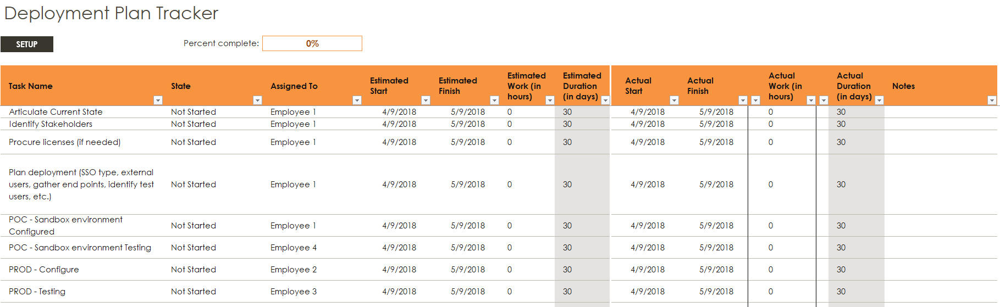 Deployment Plan Tracker
SETUP Percent complete: 0%
Task Name State Assigned To Estimated Start Estimated Finish Estimated Work (in hours) Estimated Duration (in days) Actual Start Actual Finish Actual Work (in hours) Actual Duration (in days) Notes
Articulate Current State Not Started Employee 1 4/9/2018 5/9/2018 0 30 4/9/2018 5/9/2018 0 30
Identify Stakeholders Not Started Employee 1 4/9/2018 5/9/2018 0 30 4/9/2018 5/9/2018 0 30
Procure licenses (if needed) Not Started Employee 1 4/9/2018 5/9/2018 0 30 4/9/2018 5/9/2018 0 30
Plan deployment (SSO type, external
users, gather end points, identify test
users, etc.) Not Started Employee 1 4/9/2018 5/9/2018 0 30 4/9/2018 5/9/2018 0 30
POC - Sandbox environment
Configured Not Started Employee 1 4/9/2018 5/9/2018 0 30 4/9/2018 5/9/2018 0 30
POC - Sandbox environment Testing Not Started Employee 4 4/9/2018 5/9/2018 0 30 4/9/2018 5/9/2018 0 30
PROD - Configure Not Started Employee 2 4/9/2018 5/9/2018 0 30 4/9/2018 5/9/2018 0 30
PROD - Testing Not Started Employee 3 4/9/2018 5/9/2018 0 30 4/9/2018 5/9/2018 0 30